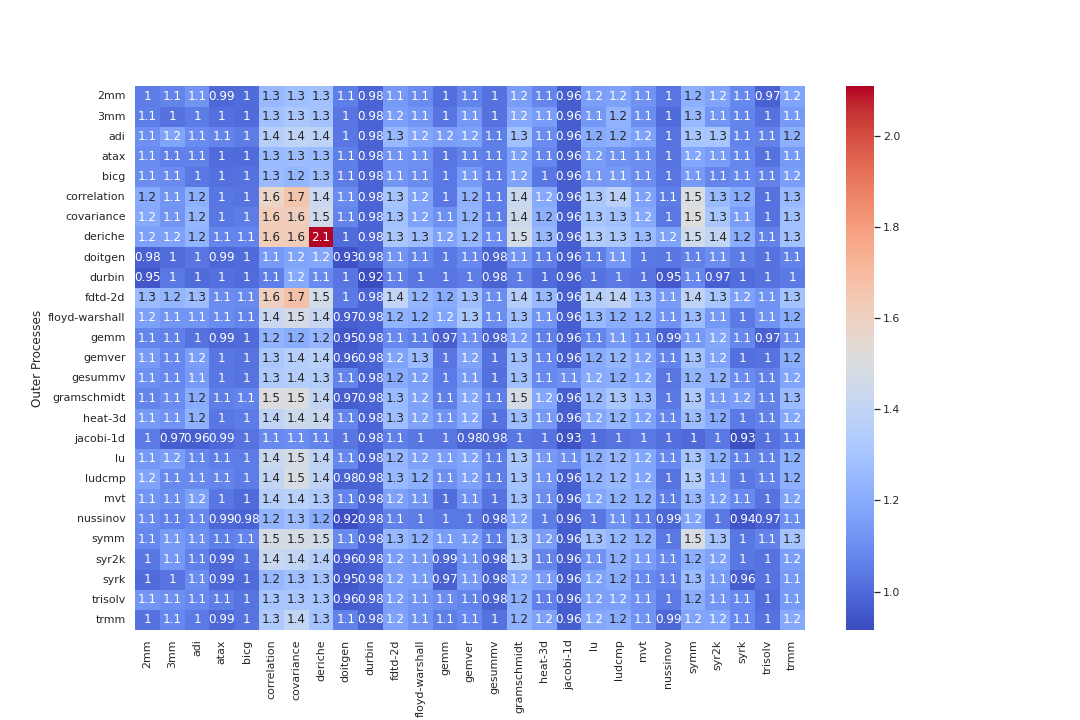 2mm 1 1.1 1.1 0.99 1 1.3 1.3 1.3 1.1 0.98 1.1 1.1 1 1.1 1 1.2 1.1 0.96 1.2 1.2 1.1 1 1.2 1.2 1.1 0.97 1.2
3mm 1.1 1 1 1 1 1.3 1.3 1.3 1 0.98 1.2 1.1 1 1.1 1 1.2 1.1 0.96 1.1 1.2 1.1 1 1.3 1.1 1.1 1 1.1
adi 1.1 1.2 1.1 1.1 1 1.4 1.4 1.4 1 0.98 1.3 1.2 1.2 1.2 1.1 1.3 1.1 0.96 1.2 1.2 1.2 1 1.3 1.3 1.1 1.1 1.2
atax 1.1 1.1 1.1 1 1 1.3 1.3 1.3 1.1 0.98 1.1 1.1 1 1.1 1.1 1.2 1.1 0.96 1.2 1.1 1.1 1 1.2 1.1 1.1 1 1.1
bicg 1.1 1.1 1 1 1 1.3 1.2 1.3 1.1 0.98 1.1 1.1 1 1.1 1.1 1.2 1 0.96 1.1 1.1 1.1 1 1.1 1.1 1.1 1.1 1.2
correlation 1.2 1.1 1.2 1 1 1.6 1.7 1.4 1.1 0.98 1.3 1.2 1 1.2 1.1 1.4 1.2 0.96 1.3 1.4 1.2 1.1 1.5 1.3 1.2 1 1.3
covariance 1.2 1.1 1.2 1 1 1.6 1.6 1.5 1.1 0.98 1.3 1.2 1.1 1.2 1.1 1.4 1.2 0.96 1.3 1.3 1.2 1 1.5 1.3 1.1 1 1.3
deriche 1.2 1.2 1.2 1.1 1.1 1.6 1.6 2.1 1 0.98 1.3 1.3 1.2 1.2 1.1 1.5 1.3 0.96 1.3 1.3 1.3 1.2 1.5 1.4 1.2 1.1 1.3
doitgen 0.98 1 1 0.99 1 1.1 1.2 1.2 0.93 0.98 1.1 1.1 1 1.1 0.98 1.1 1.1 0.96 1.1 1.1 1 1 1.1 1.1 1 1 1.1
durbin 0.95 1 1 1 1 1.1 1.2 1.1 1 0.92 1.1 1 1 1 0.98 1 1 0.96 1 1 1 0.95 1.1 0.97 1 1 1
fdtd-2d 1.3 1.2 1.3 1.1 1.1 1.6 1.7 1.5 1 0.98 1.4 1.2 1.2 1.3 1.1 1.4 1.3 0.96 1.4 1.4 1.3 1.1 1.4 1.3 1.2 1.1 1.3
floyd-warshall 1.2 1.1 1.1 1.1 1.1 1.4 1.5 1.4 0.97 0.98 1.2 1.2 1.2 1.3 1 1.3 1.1 0.96 1.3 1.2 1.2 1.1 1.3 1.1 1 1.1 1.2
gemm 1.1 1.1 1 0.99 1 1.2 1.2 1.2 0.95 0.98 1.1 1.1 0.97 1.1 0.98 1.2 1.1 0.96 1.1 1.1 1.1 0.99 1.1 1.2 1.1 0.97 1.1
gemver 1.1 1.1 1.2 1 1 1.3 1.4 1.4 0.96 0.98 1.2 1.3 1 1.2 1 1.3 1.1 0.96 1.2 1.2 1.2 1.1 1.3 1.2 1 1 1.2
gesummv 1.1 1.1 1.1 1 1 1.3 1.4 1.3 1.1 0.98 1.2 1.2 1 1.1 1 1.3 1.1 1.1 1.2 1.2 1.2 1 1.2 1.2 1.1 1.1 1.2
gramschmidt 1.1 1.1 1.2 1.1 1.1 1.5 1.5 1.4 0.97 0.98 1.3 1.2 1.1 1.2 1.1 1.5 1.2 0.96 1.2 1.3 1.3 1 1.3 1.1 1.2 1.1 1.3
heat-3d 1.1 1.1 1.2 1 1 1.4 1.4 1.4 1.1 0.98 1.3 1.2 1.1 1.2 1 1.3 1.1 0.96 1.2 1.2 1.2 1.1 1.3 1.2 1 1.1 1.2
jacobi-1d 1 0.97 0.96 0.99 1 1.1 1.1 1.1 1 0.98 1.1 1 1 0.98 0.98 1 1 0.93 1 1 1 1 1 1 0.93 1 1.1
lu 1.1 1.2 1.1 1.1 1 1.4 1.5 1.4 1.1 0.98 1.2 1.2 1.1 1.2 1.1 1.3 1.1 1.1 1.2 1.2 1.2 1.1 1.3 1.2 1.1 1.1 1.2
ludcmp 1.2 1.1 1.1 1.1 1 1.4 1.5 1.4 0.98 0.98 1.3 1.2 1.1 1.2 1.1 1.3 1.1 0.96 1.2 1.2 1.2 1 1.3 1.1 1 1.1 1.2
mvt 1.1 1.1 1.2 1 1 1.4 1.4 1.3 1.1 0.98 1.2 1.1 1 1.1 1 1.3 1.1 0.96 1.2 1.2 1.2 1.1 1.3 1.2 1.1 1 1.2
nussinov 1.1 1.1 1.1 0.99 0.98 1.2 1.3 1.2 0.92 0.98 1.1 1 1 1 0.98 1.2 1 0.96 1 1.1 1.1 0.99 1.2 1 0.94 0.97 1.1
symm 1.1 1.1 1.1 1.1 1.1 1.5 1.5 1.5 1.1 0.98 1.3 1.2 1.1 1.2 1.1 1.3 1.2 0.96 1.3 1.2 1.2 1 1.5 1.3 1 1.1 1.3
syr2k 1 1.1 1.1 0.99 1 1.4 1.4 1.4 0.96 0.98 1.2 1.1 0.99 1.1 0.98 1.3 1.1 0.96 1.1 1.2 1.1 1.1 1.2 1.2 1 1 1.2
syrk 1 1 1.1 0.99 1 1.2 1.3 1.3 0.95 0.98 1.2 1.1 0.97 1.1 0.98 1.2 1.1 0.96 1.2 1.2 1.1 1.1 1.3 1.1 0.96 1 1.1
trisolv 1.1 1.1 1.1 1.1 1 1.3 1.3 1.3 0.96 0.98 1.2 1.1 1.1 1.1 0.98 1.2 1.1 0.96 1.2 1.2 1.1 1 1.2 1.1 1.1 1 1.1
trmm 1 1.1 1 0.99 1 1.3 1.4 1.3 1.1 0.98 1.2 1.1 1.1 1.1 1 1.2 1.2 0.96 1.2 1.2 1.1 0.99 1.2 1.2 1.1 1 1.2
Outer Processes
2mm 3mm adi atax bicg correlation covariance deriche doitgen durbin fdtd-2d floyd-warshall gemm gemver gesummv gramschmidt heat-3d jacobi-1d lu ludcmp mvt nussinov symm syr2k syrk trisolv trmm
2.0
1.8
1.6
1.4
1.2
1.0